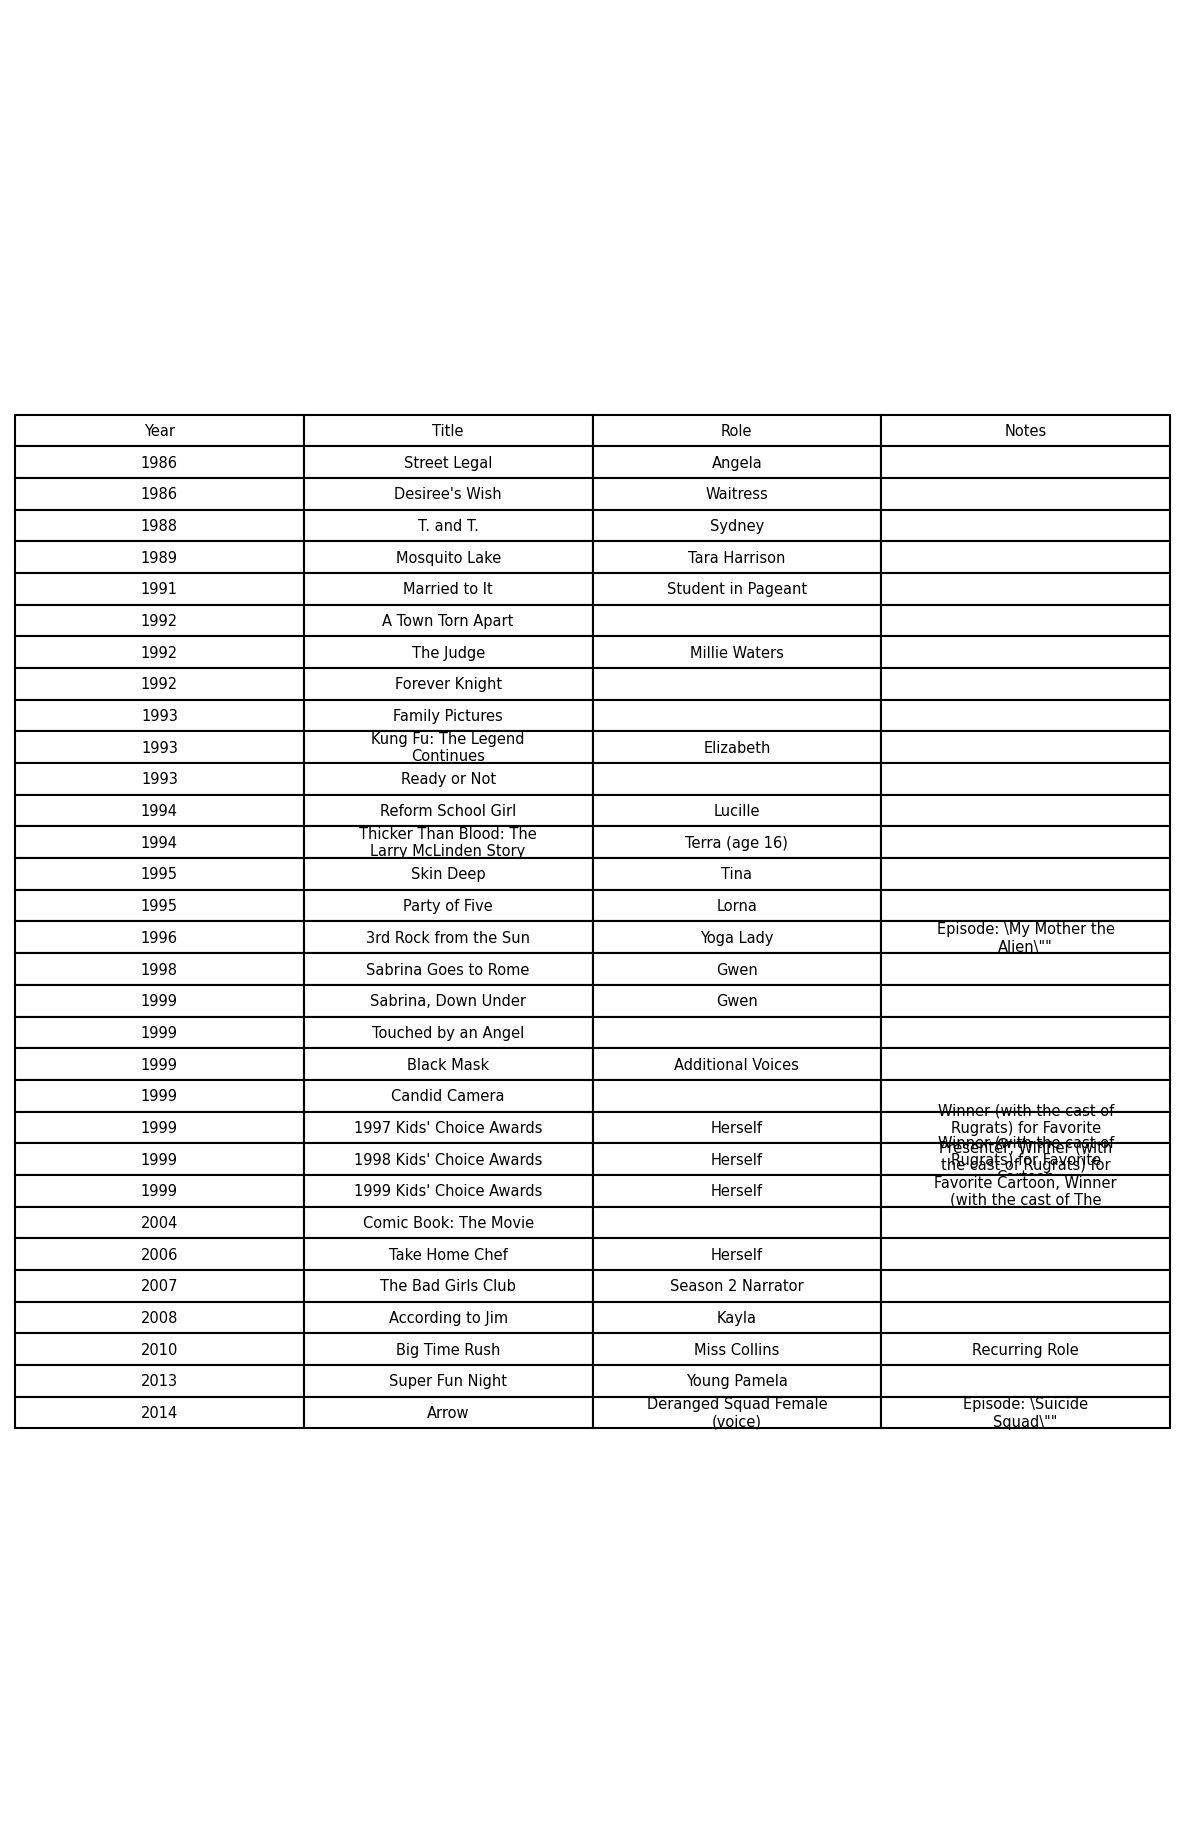 Year Title Role Notes
1986 Street Legal Angela
1986 Desiree's Wish Waitress
1988 T. and T. Sydney
1989 Mosquito Lake Tara Harrison
1991 Married to It Student in Pageant
1992 A Town Torn Apart
1992 The Judge Millie Waters
1992 Forever Knight
1993 Family Pictures
1993 Kung Fu: The Legend
Continues Elizabeth
1993 Ready or Not
1994 Reform School Girl Lucille
1994 Thicker Than Blood: The
Larry McLinden Story Terra (age 16)
1995 Skin Deep Tina
1995 Party of Five Lorna
1996 3rd Rock from the Sun Yoga Lady Episode: \My Mother the
Alien\""
1998 Sabrina Goes to Rome Gwen
1999 Sabrina, Down Under Gwen
1999 Touched by an Angel
1999 Black Mask Additional Voices
1999 Candid Camera
1999 1997 Kids' Choice Awards Herself Winner (with the cast of
Rugrats) for Favorite
1999 1998 Kids' Choice Awards Herself Winner (with the cast of
Rugrats) for Favorite
1999 1999 Kids' Choice Awards Herself Presenter, Winner (with
the cast of Rugrats) for
Favorite Cartoon, Winner
(with the cast of The
2004 Comic Book: The Movie
2006 Take Home Chef Herself
2007 The Bad Girls Club Season 2 Narrator
2008 According to Jim Kayla
2010 Big Time Rush Miss Collins Recurring Role
2013 Super Fun Night Young Pamela
2014 Arrow Deranged Squad Female
(voice) Episode: \Suicide
Squad\""